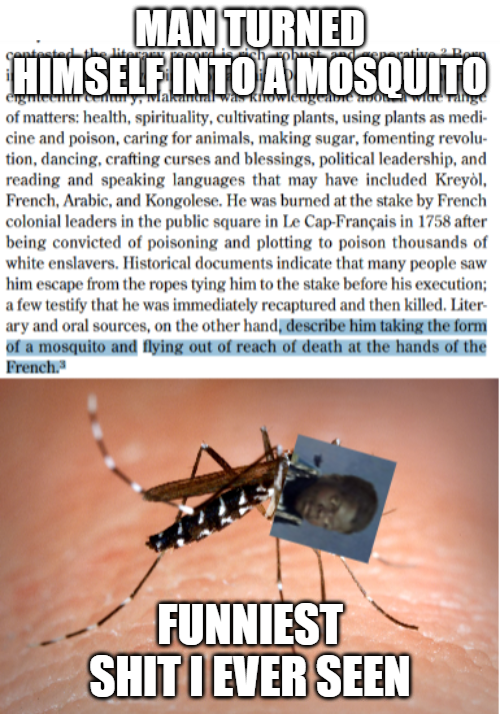 MAN TURNED
contested, the literary record is rich, robust, and generative.² Born
HIMSELF INTO A MOSQUITO
eighteenth century, Makandal was knowledgeable about a wide range
of matters: health, spirituality, cultivating plants, using plants as medi-
cine and poison, caring for animals, making sugar, fomenting revolu-
tion, dancing, crafting curses and blessings, political leadership, and
reading and speaking languages that may have included Kreyòl,
French, Arabic, and Kongolese. He was burned at the stake by French
colonial leaders in the public square in Le Cap-Français in 1758 after
being convicted of poisoning and plotting to poison thousands of
white enslavers. Historical documents indicate that many people saw
him escape from the ropes tying him to the stake before his execution;
a few testify that he was immediately recaptured and then killed. Liter-
ary and oral sources, on the other hand, describe him taking the form
of a mosquito and flying out of reach of death at the hands of the
French.³
FUNNIEST
SHIT I EVER SEEN